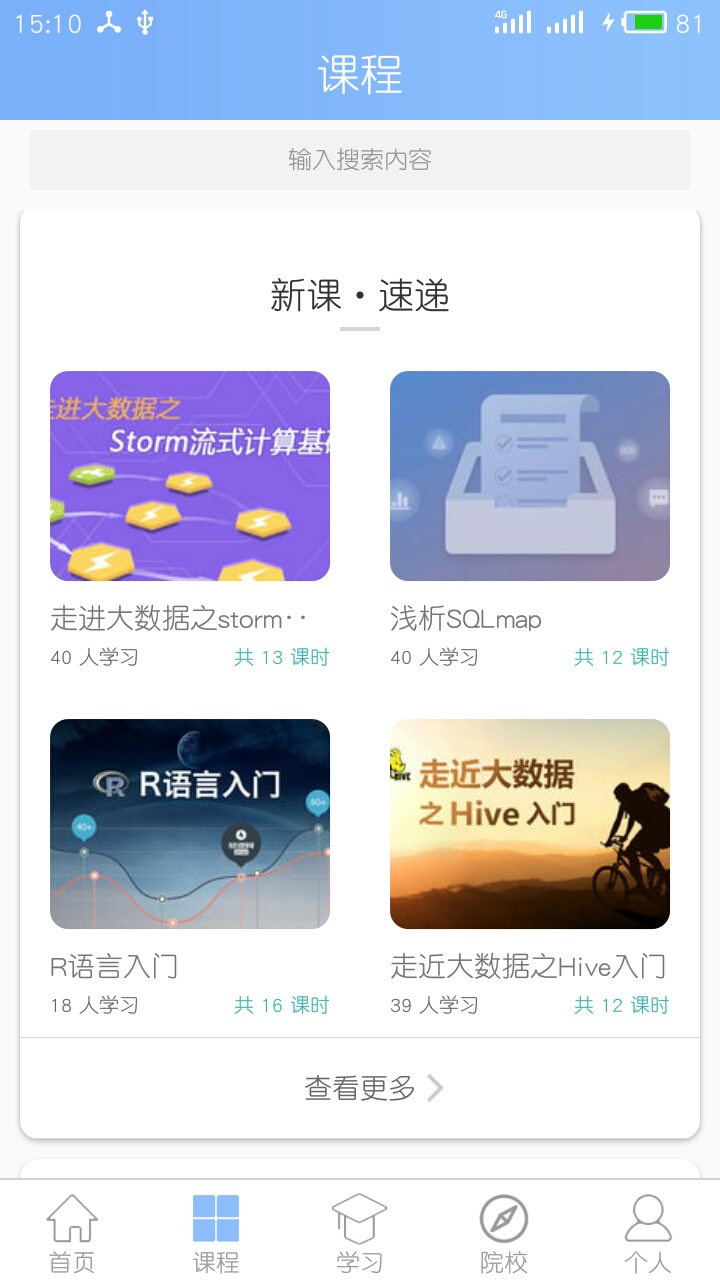 15:10
4G
81
课程
输入搜索内容
新课·速递
走进大数据之
Storm流式计算基础
走进大数据之storm··
40 人学习
共 13 课时
浅析SQLmap
40 人学习
共 12 课时
R R语言入门
40+
60+
R语言入门
18 人学习
共 16 课时
HIVE
走近大数据
之 Hive 入门
走近大数据之Hive入门
39 人学习
共 12 课时
查看更多
首页
课程
学习
院校
个人